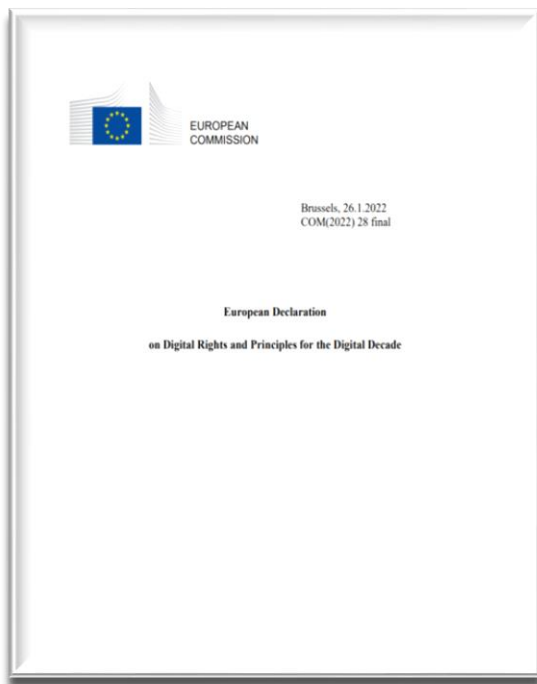 EUROPEAN
COMMISSION
Brussels, 26.1.2022
COM(2022) 28 final
European Declaration
on Digital Rights and Principles for the Digital Decade